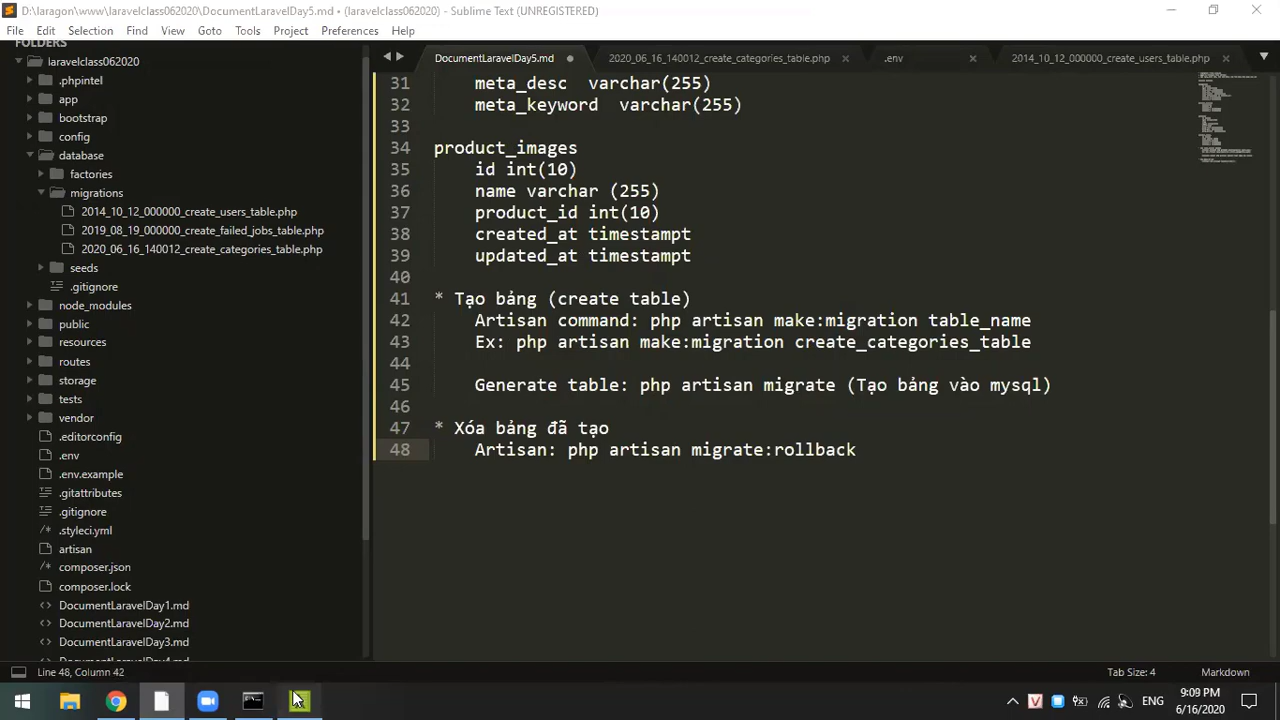 D:\laragon\www\laravelclass062020\DocumentLaravelDay5.md • (laravelclass062020) - Sublime Text (UNREGISTERED)
File Edit Selection Find View Goto Tools Project Preferences Help
FOLDERS
laravelclass062020
.phpintel
app
bootstrap
config
database
factories
migrations
2014_10_12_000000_create_users_table.php
2019_08_19_000000_create_failed_jobs_table.php
2020_06_16_140012_create_categories_table.php
seeds
.gitignore
node_modules
public
resources
routes
storage
tests
vendor
.editorconfig
.env
.env.example
.gitattributes
.gitignore
.styleci.yml
artisan
composer.json
composer.lock
DocumentLaravelDay1.md
DocumentLaravelDay2.md
DocumentLaravelDay3.md
DocumentLaravelDay4.md
DocumentLaravelDay5.md 2020_06_16_140012_create_categories_table.php .env 2014_10_12_000000_create_users_table.php
31 meta_desc varchar(255)
32 meta_keyword varchar(255)
33
34 product_images
35 id int(10)
36 name varchar (255)
37 product_id int(10)
38 created_at timestampt
39 updated_at timestampt
40
41 * Tạo bảng (create table)
42 Artisan command: php artisan make:migration table_name
43 Ex: php artisan make:migration create_categories_table
44
45 Generate table: php artisan migrate (Tạo bảng vào mysql)
46
47 * Xóa bảng đã tạo
48 Artisan: php artisan migrate:rollback
Line 48, Column 42 Tab Size: 4 Markdown
ENG 9:09 PM
6/16/2020